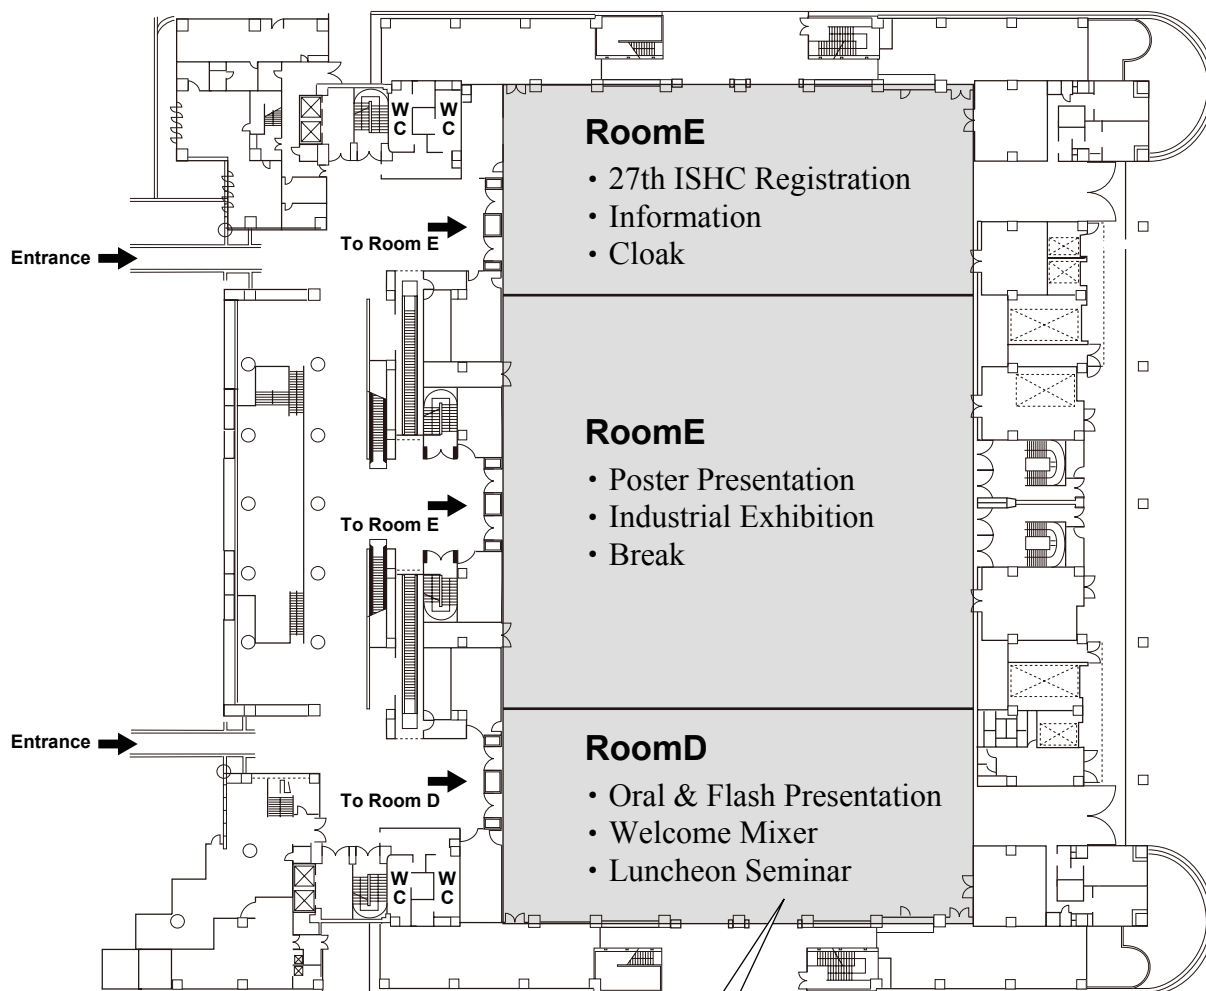 W
C
W
C
RoomE
・27th ISHC Registration
・Information
・Cloak
To Room E
Entrance
RoomE
・Poster Presentation
・Industrial Exhibition
・Break
To Room E
Entrance
RoomD
・Oral & Flash Presentation
・Welcome Mixer
・Luncheon Seminar
To Room D
W
C
W
C